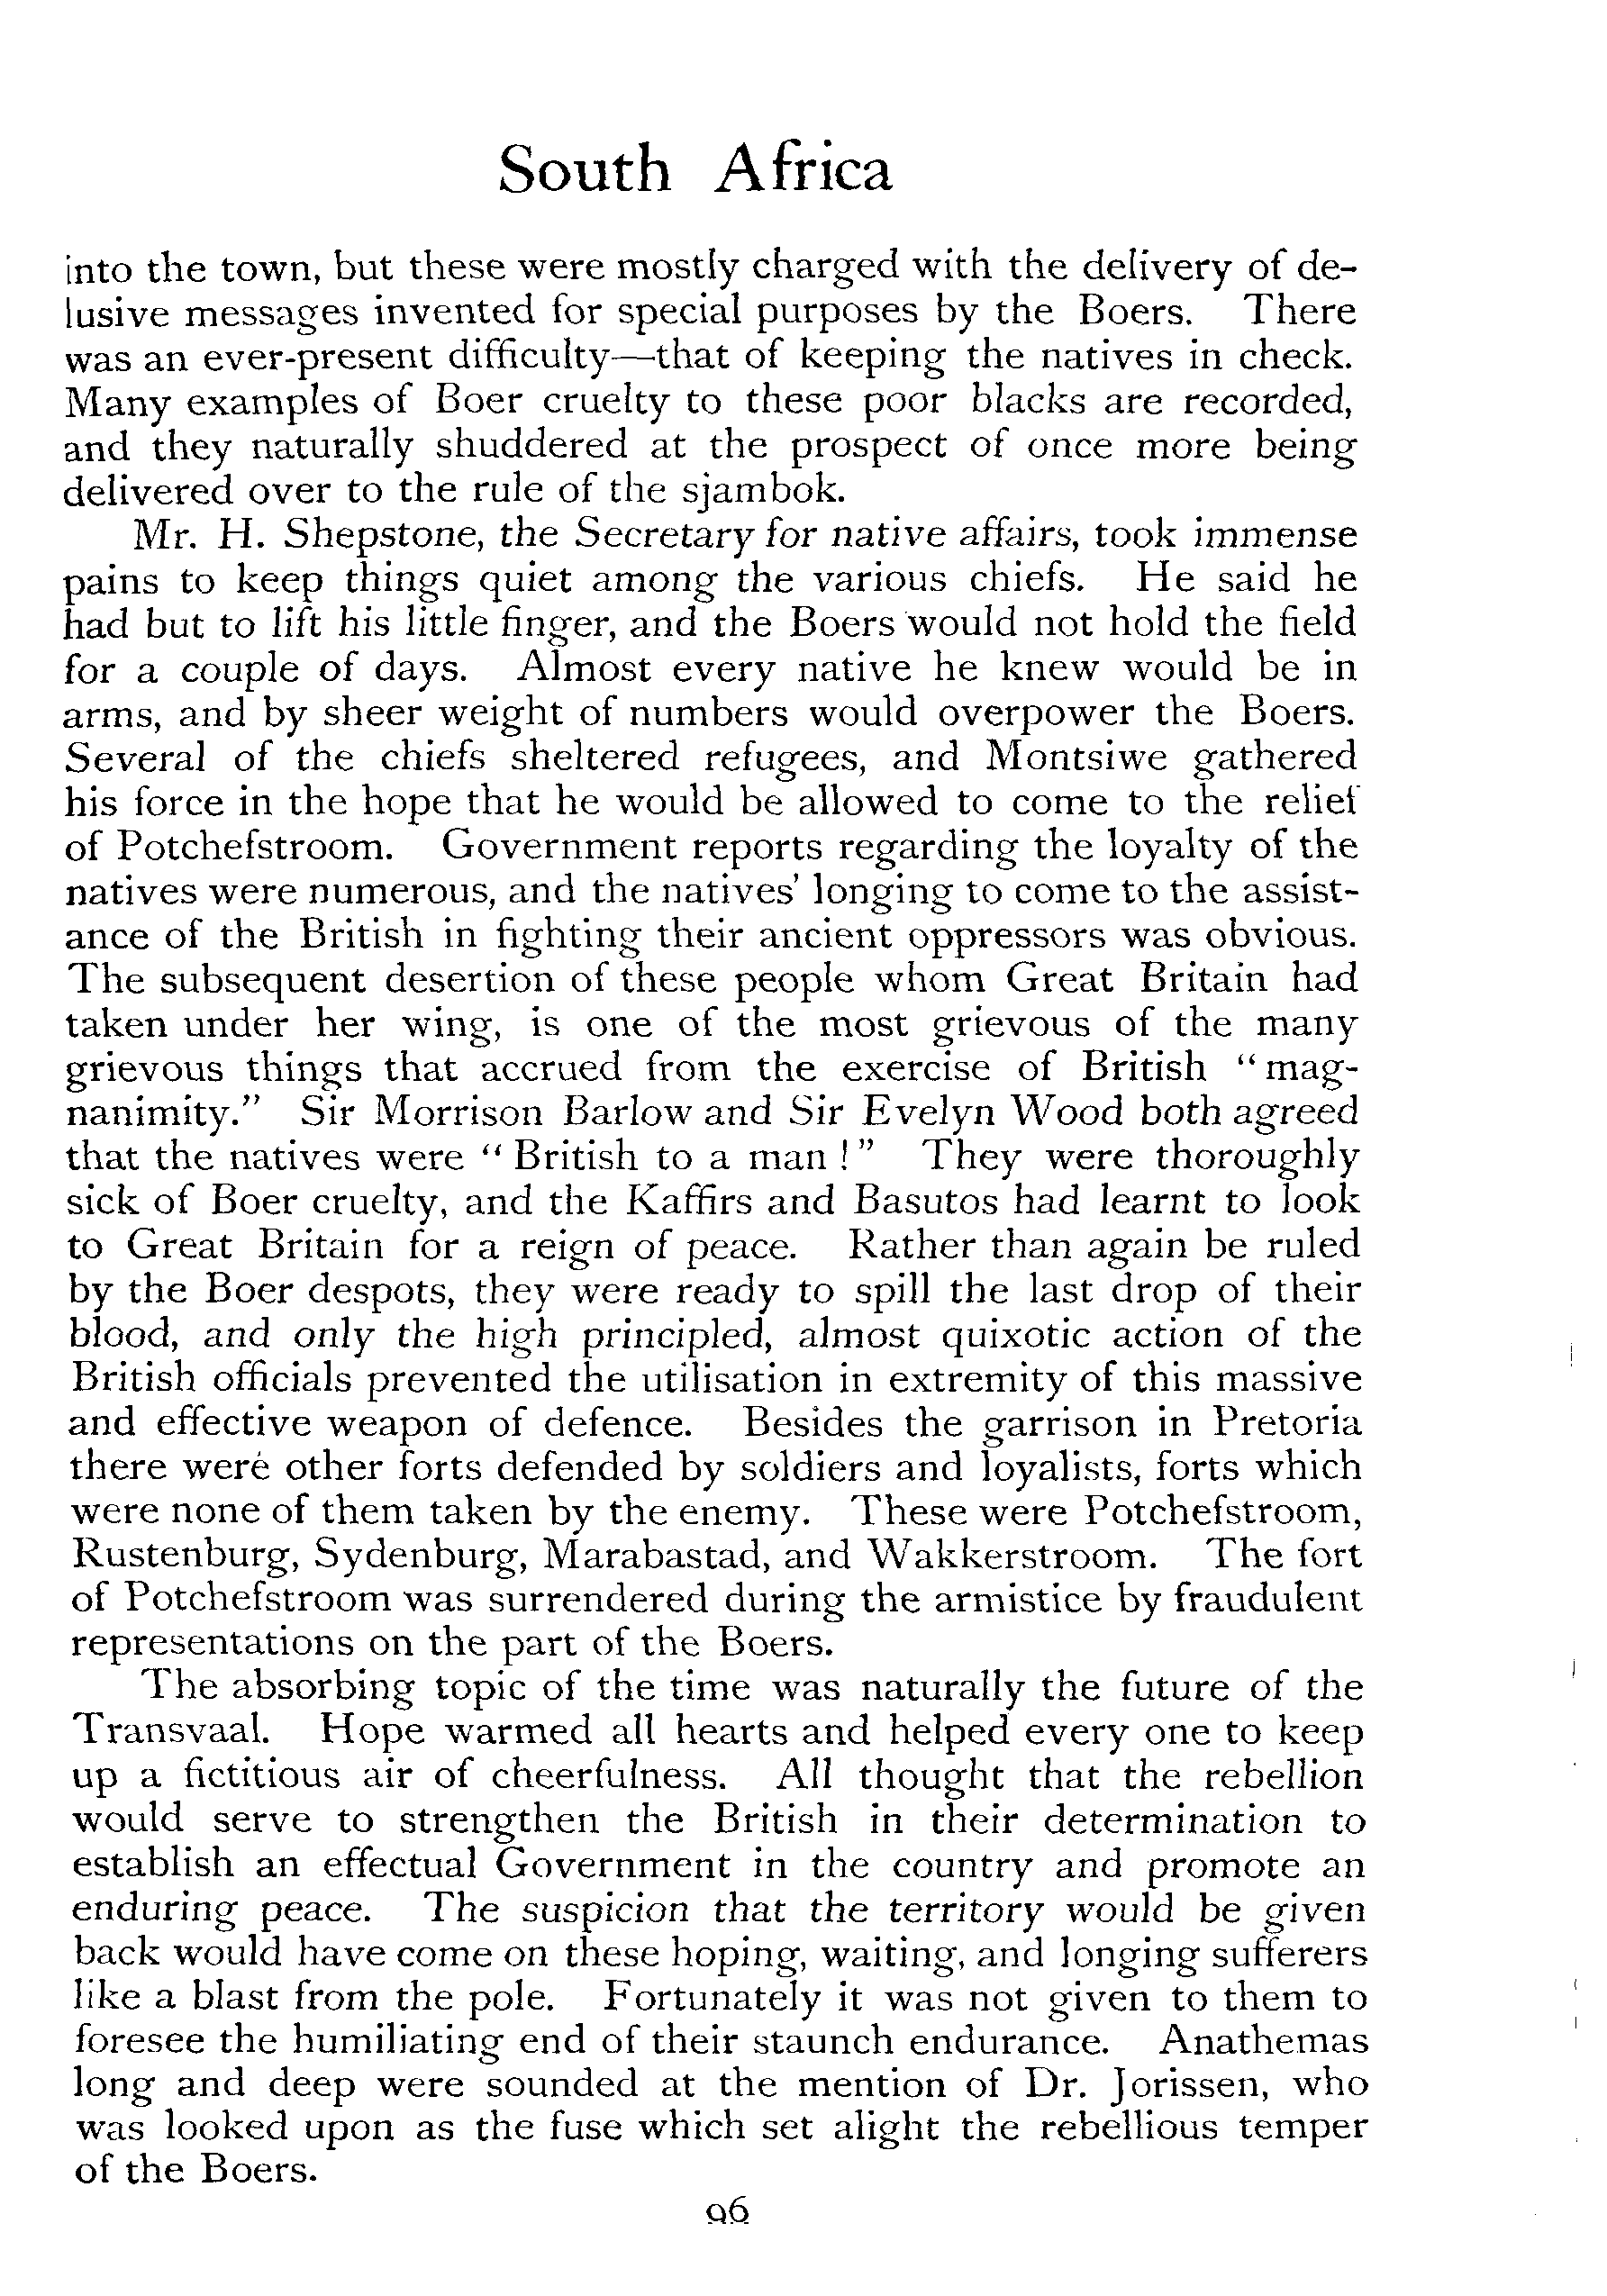 South Africa
into the town, but these were mostly charged with the delivery of de-
lusive messages invented for special purposes by the Boers. There
was an ever-present difficulty—that of keeping the natives in check.
Many examples of Boer cruelty to these poor blacks are recorded,
and they naturally shuddered at the prospect of once more being
delivered over to the rule of the sjambok.
Mr. H. Shepstone, the Secretary for native affairs, took immense
pains to keep things quiet among the various chiefs. He said he
had but to lift his little finger, and the Boers would not hold the field
for a couple of days. Almost every native he knew would be in
arms, and by sheer weight of numbers would overpower the Boers.
Several of the chiefs sheltered refugees, and Montsiwe gathered
his force in the hope that he would be allowed to come to the relief
of Potchefstroom. Government reports regarding the loyalty of the
natives were numerous, and the natives' longing to come to the assist-
ance of the British in fighting their ancient oppressors was obvious.
The subsequent desertion of these people whom Great Britain had
taken under her wing, is one of the most grievous of the many
grievous things that accrued from the exercise of British "mag-
nanimity." Sir Morrison Barlow and Sir Evelyn Wood both agreed
that the natives were "British to a man!" They were thoroughly
sick of Boer cruelty, and the Kaffirs and Basutos had learnt to look
to Great Britain for a reign of peace. Rather than again be ruled
by the Boer despots, they were ready to spill the last drop of their
blood, and only the high principled, almost quixotic action of the
British officials prevented the utilisation in extremity of this massive
and effective weapon of defence. Besides the garrison in Pretoria
there were other forts defended by soldiers and loyalists, forts which
were none of them taken by the enemy. These were Potchefstroom,
Rustenburg, Sydenburg, Marabastad, and Wakkerstroom. The fort
of Potchefstroom was surrendered during the armistice by fraudulent
representations on the part of the Boers.
The absorbing topic of the time was naturally the future of the
Transvaal. Hope warmed all hearts and helped every one to keep
up a fictitious air of cheerfulness. All thought that the rebellion
would serve to strengthen the British in their determination to
establish an effectual Government in the country and promote an
enduring peace. The suspicion that the territory would be given
back would have come on these hoping, waiting, and longing sufferers
like a blast from the pole. Fortunately it was not given to them to
foresee the humiliating end of their staunch endurance. Anathemas
long and deep were sounded at the mention of Dr. Jorissen, who
was looked upon as the fuse which set alight the rebellious temper
of the Boers.
96